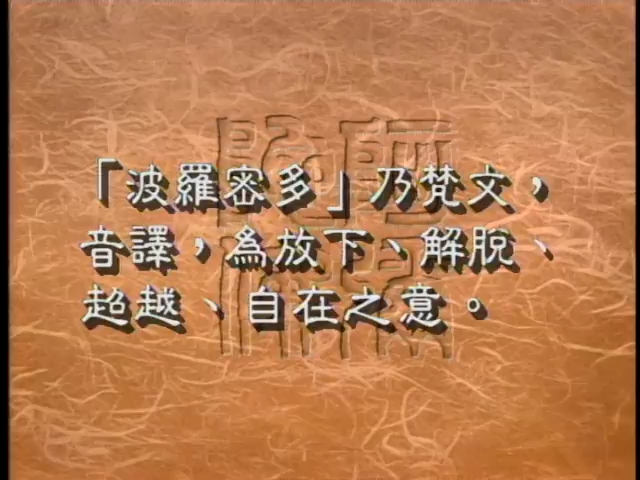 「波羅密多」乃梵文，
音譯，為放下、解脫、
超越、自在之意。